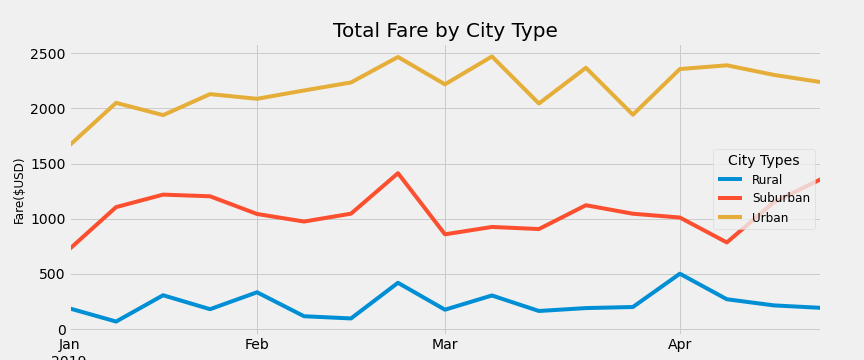 Total Fare by City Type
Fare($USD)
2500
2000
1500
1000
500
0
City Types
Rural
Suburban
Urban
Jan Feb Mar Apr
2019